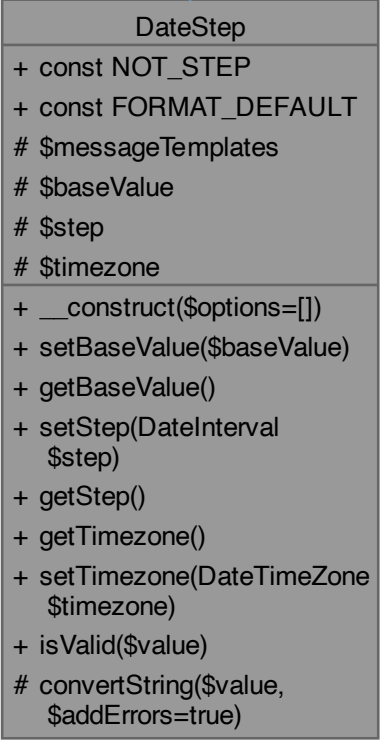 DateStep
+ const NOT_STEP
+ const FORMAT_DEFAULT
# $messageTemplates
# $baseValue
# $step
# $timezone
+ __construct($options=[])
+ setBaseValue($baseValue)
+ getBaseValue()
+ setStep(DateInterval
$step)
+ getStep()
+ getTimezone()
+ setTimezone(DateTimeZone
$timezone)
+ isValid($value)
# convertString($value,
$addErrors=true)